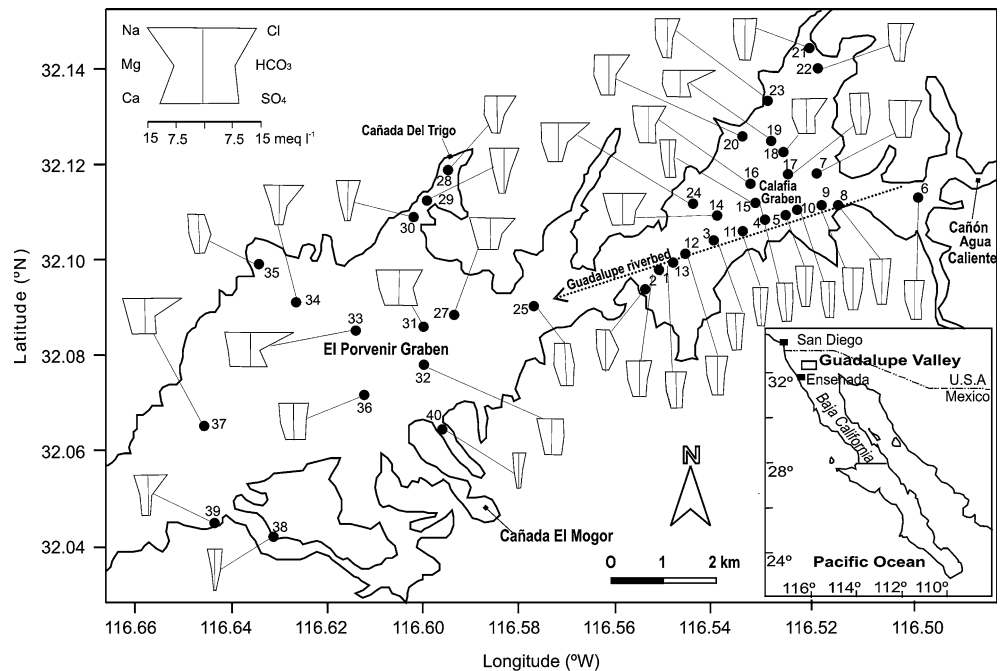 Na Cl
Mg HCO₃
Ca SO₄
15 7.5 7.5 15 meq l⁻¹
32.14
32.12
32.10
32.08
32.06
32.04
Latitude (ºN)
116.66 116.64 116.62 116.60 116.58 116.56 116.54 116.52 116.50
Longitude (ºW)
Cañada Del Trigo
28
29
30
35
34
33
31
27
El Porvenir Graben
32
36
37
40
39
38
Cañada El Mogor
25
Guadalupe riverbed
21
22
23
19
20
18
17
7
16
Calafia
Graben
24
15
14
9
8
6
10
5
4
11
3
12
13
1
2
Cañón
Agua
Caliente
N
0 1 2 km
San Diego
Guadalupe Valley
32º
Ensenada
U.S.A
Mexico
Baja California
28º
24º
Pacific Ocean
116º 114º 112º 110º